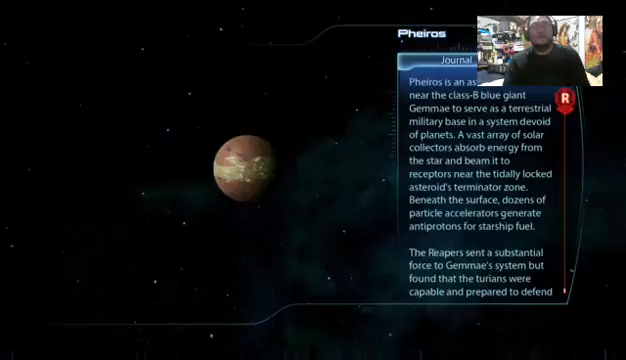 Pheiros
Journal
Pheiros is an as
near the class-B blue giant
Gemmae to serve as a terrestrial
military base in a system devoid
of planets. A vast array of solar
collectors absorb energy from
the star and beam it to
receptors near the tidally locked
asteroid's terminator zone.
Beneath the surface, dozens of
particle accelerators generate
antiprotons for starship fuel.
The Reapers sent a substantial
force to Gemmae's system but
found that the turians were
capable and prepared to defend
R